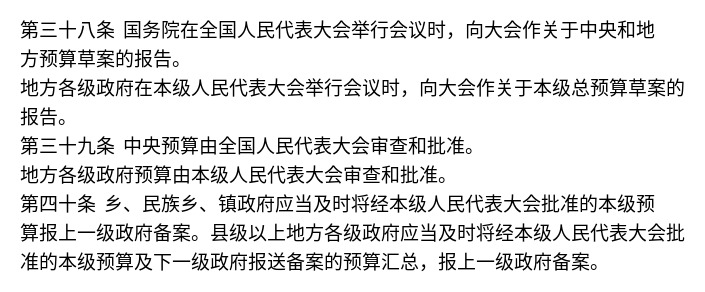 第三十八条 国务院在全国人民代表大会举行会议时，向大会作关于中央和地
方预算草案的报告。
地方各级政府在本级人民代表大会举行会议时，向大会作关于本级总预算草案的
报告。
第三十九条 中央预算由全国人民代表大会审查和批准。
地方各级政府预算由本级人民代表大会审查和批准。
第四十条 乡、民族乡、镇政府应当及时将经本级人民代表大会批准的本级预
算报上一级政府备案。县级以上地方各级政府应当及时将经本级人民代表大会批
准的本级预算及下一级政府报送备案的预算汇总，报上一级政府备案。